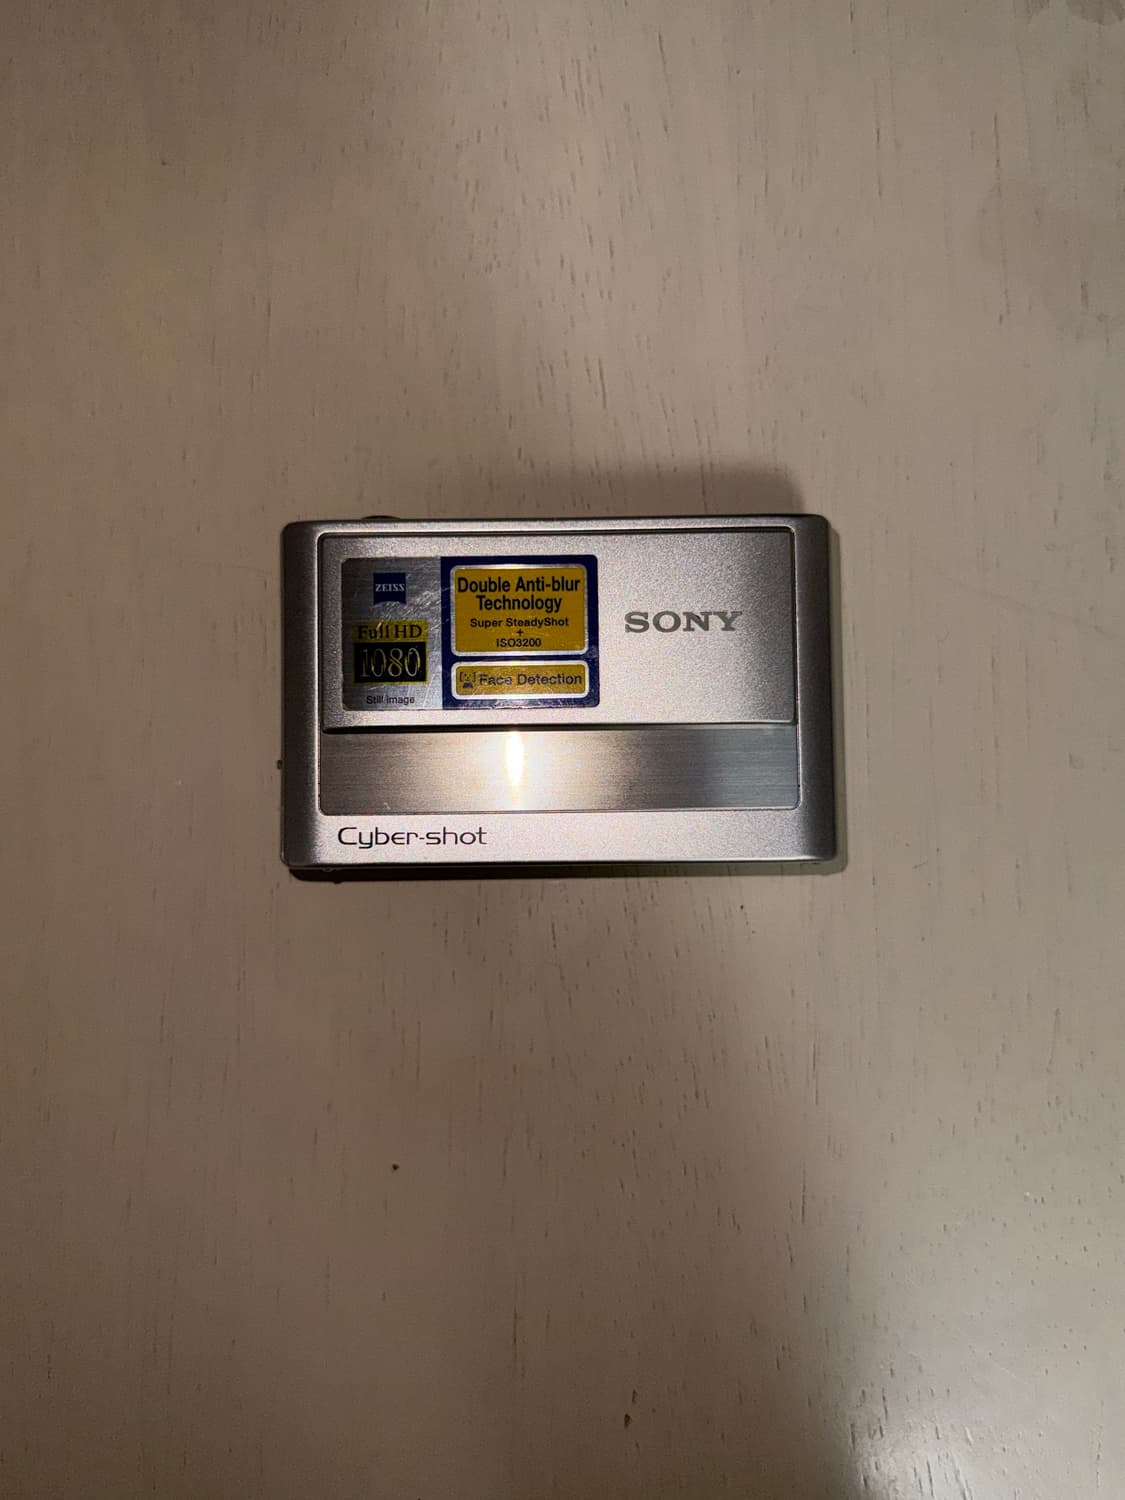 ZEISS
Full HD
1080
Still image
Double Anti-blur
Technology
Super SteadyShot
+
ISO3200
Face Detection
SONY
Cyber-shot